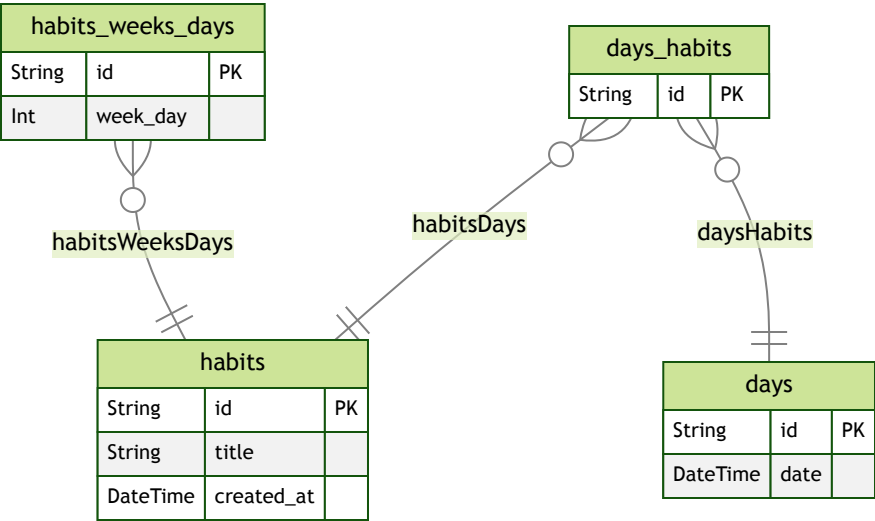 habits_weeks_days
String id PK
Int week_day
days_habits
String id PK
habitsWeeksDays
habitsDays
daysHabits
habits
String id PK
String title
DateTime created_at
days
String id PK
DateTime date